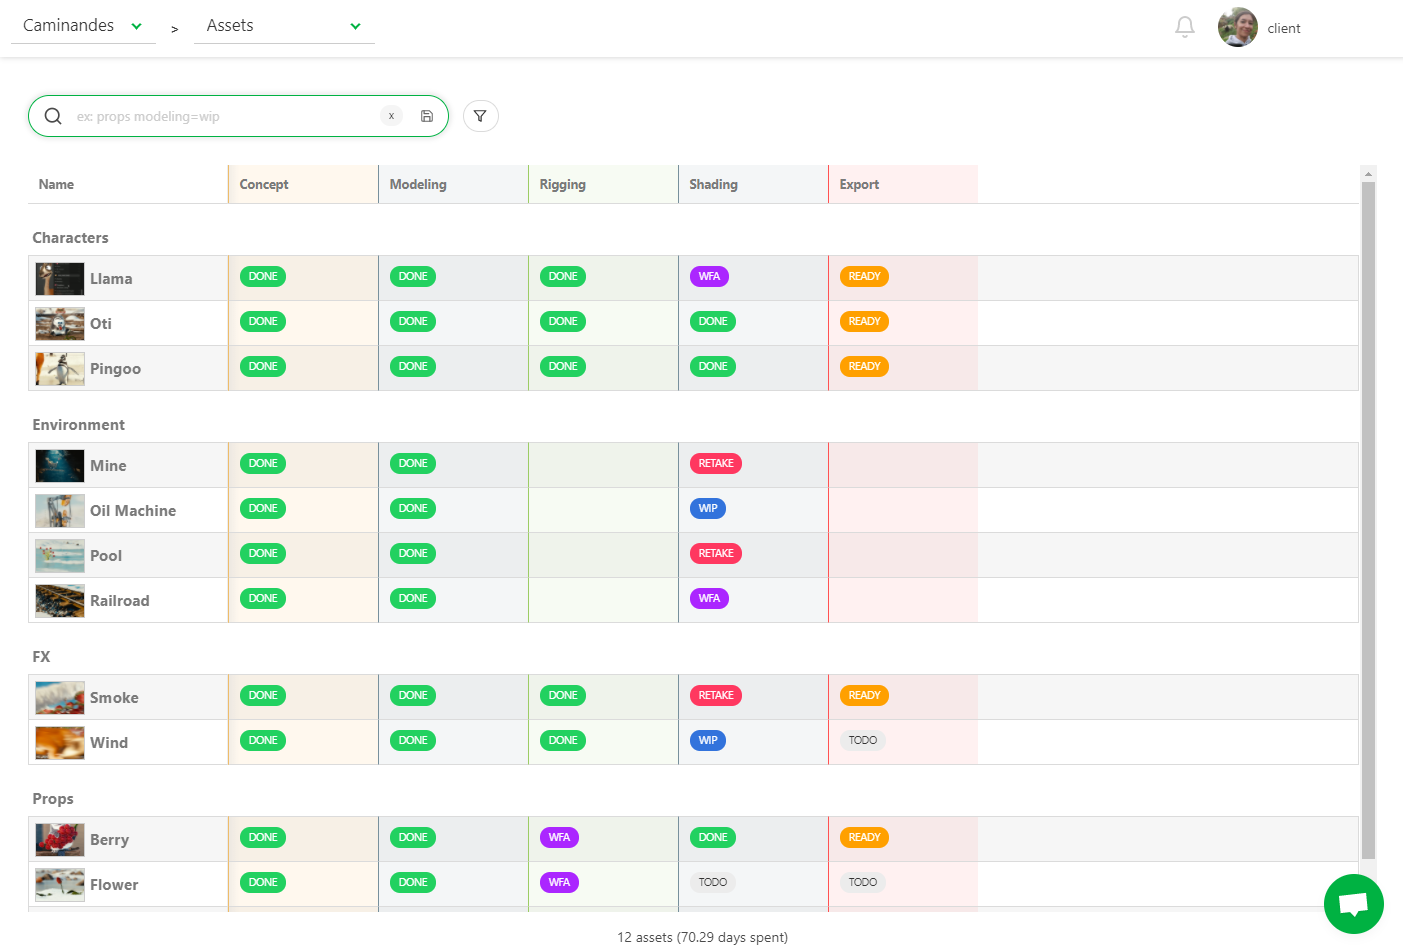 Caminandes > Assets client
ex: props modeling=wip x
Name Concept Modeling Rigging Shading Export
Characters
Llama DONE DONE DONE WFA READY
Oti DONE DONE DONE DONE READY
Pingoo DONE DONE DONE DONE READY
Environment
Mine DONE DONE RETAKE
Oil Machine DONE DONE WIP
Pool DONE DONE RETAKE
Railroad DONE DONE WFA
FX
Smoke DONE DONE DONE RETAKE READY
Wind DONE DONE DONE WIP TODO
Props
Berry DONE DONE WFA DONE READY
Flower DONE DONE WFA TODO TODO
12 assets (70.29 days spent)